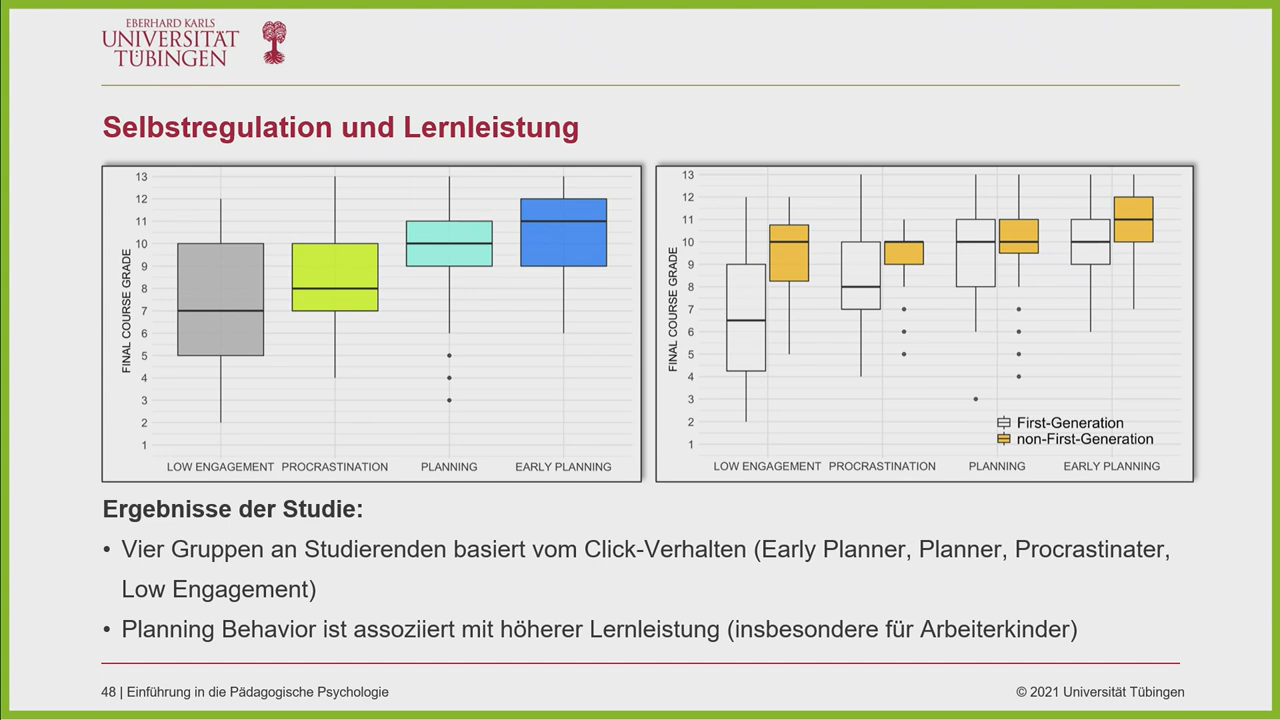 EBERHARD KARLS
UNIVERSITÄT
TÜBINGEN
Selbstregulation und Lernleistung
13
12
11
10
9
8
7
6
5
4
3
2
1
FINAL COURSE GRADE
LOW ENGAGEMENT PROCRASTINATION PLANNING EARLY PLANNING
13
12
11
10
9
8
7
6
5
4
3
2
1
FINAL COURSE GRADE
First-Generation
non-First-Generation
LOW ENGAGEMENT PROCRASTINATION PLANNING EARLY PLANNING
Ergebnisse der Studie:
• Vier Gruppen an Studierenden basiert vom Click-Verhalten (Early Planner, Planner, Procrastinater,
Low Engagement)
• Planning Behavior ist assoziiert mit höherer Lernleistung (insbesondere für Arbeiterkinder)
48 | Einführung in die Pädagogische Psychologie
© 2021 Universität Tübingen